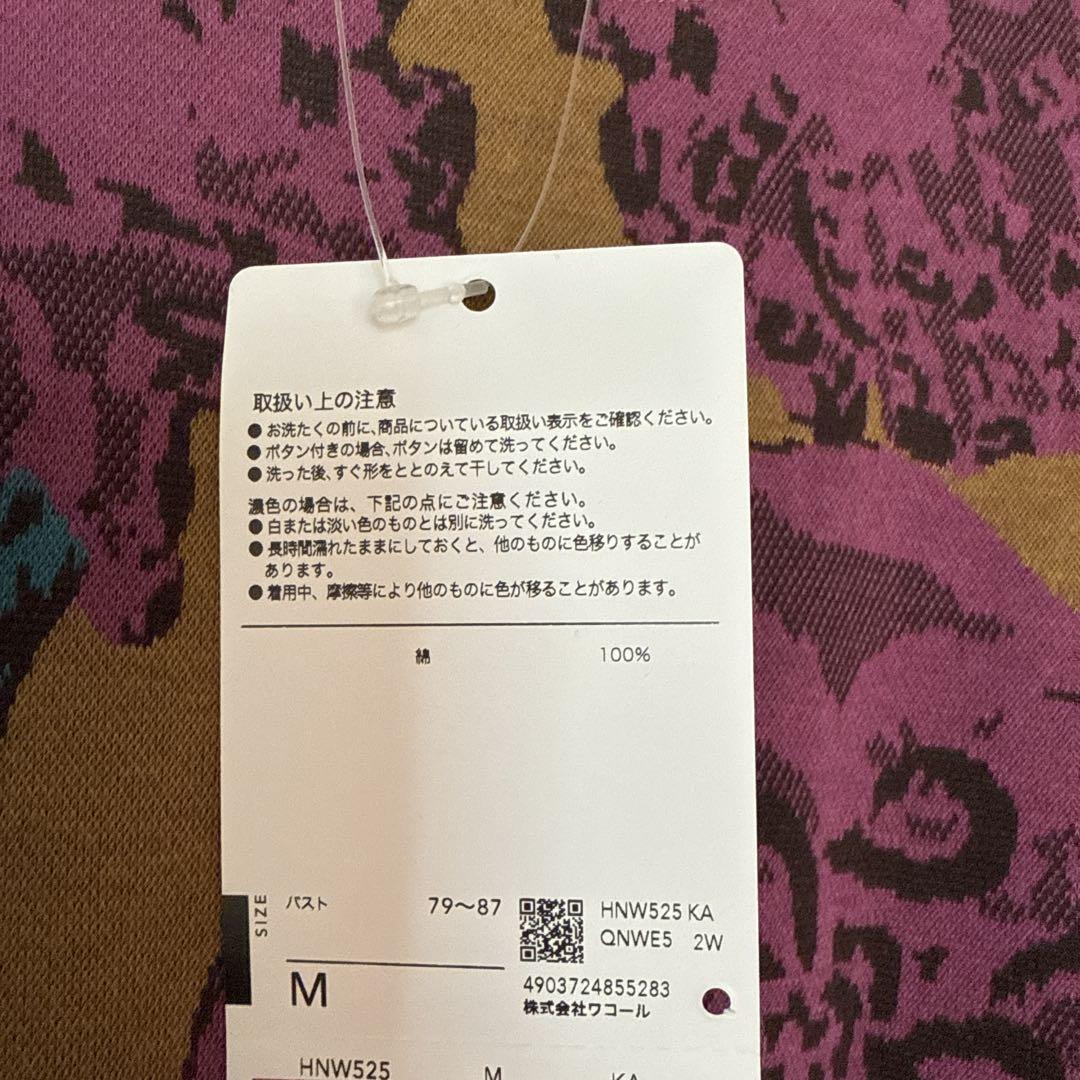 取扱い上の注意
●お洗たくの前に、商品についている取扱い表示をご確認ください。
●ボタン付きの場合、ボタンは留めて洗ってください。
●洗った後、すぐ形をととのえて干してください。
濃色の場合は、下記の点にご注意ください。
●白または淡い色のものとは別に洗ってください。
●長時間濡れたままにしておくと、他のものに色移りすることが
あります。
●着用中、摩擦等により他のものに色が移ることがあります。
綿 100%
SIZE
バスト 79〜87
M
HNW525 KA
QNWE5 2W
4903724855283
株式会社ワコール
HNW525 M KA